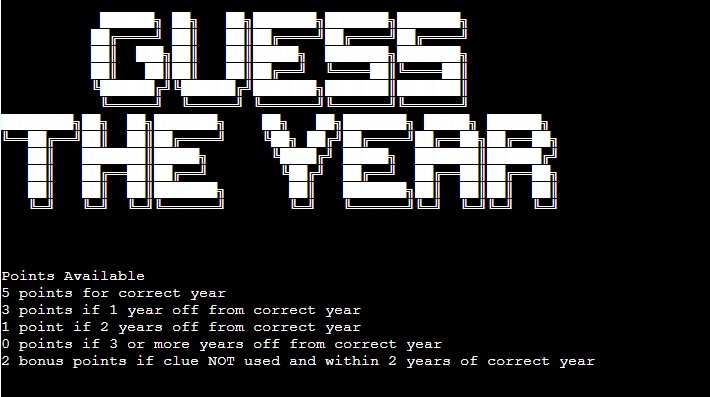 GUESS
THE YEAR
Points Available
5 points for correct year
3 points if 1 year off from correct year
1 point if 2 years off from correct year
0 points if 3 or more years off from correct year
2 bonus points if clue NOT used and within 2 years of correct year